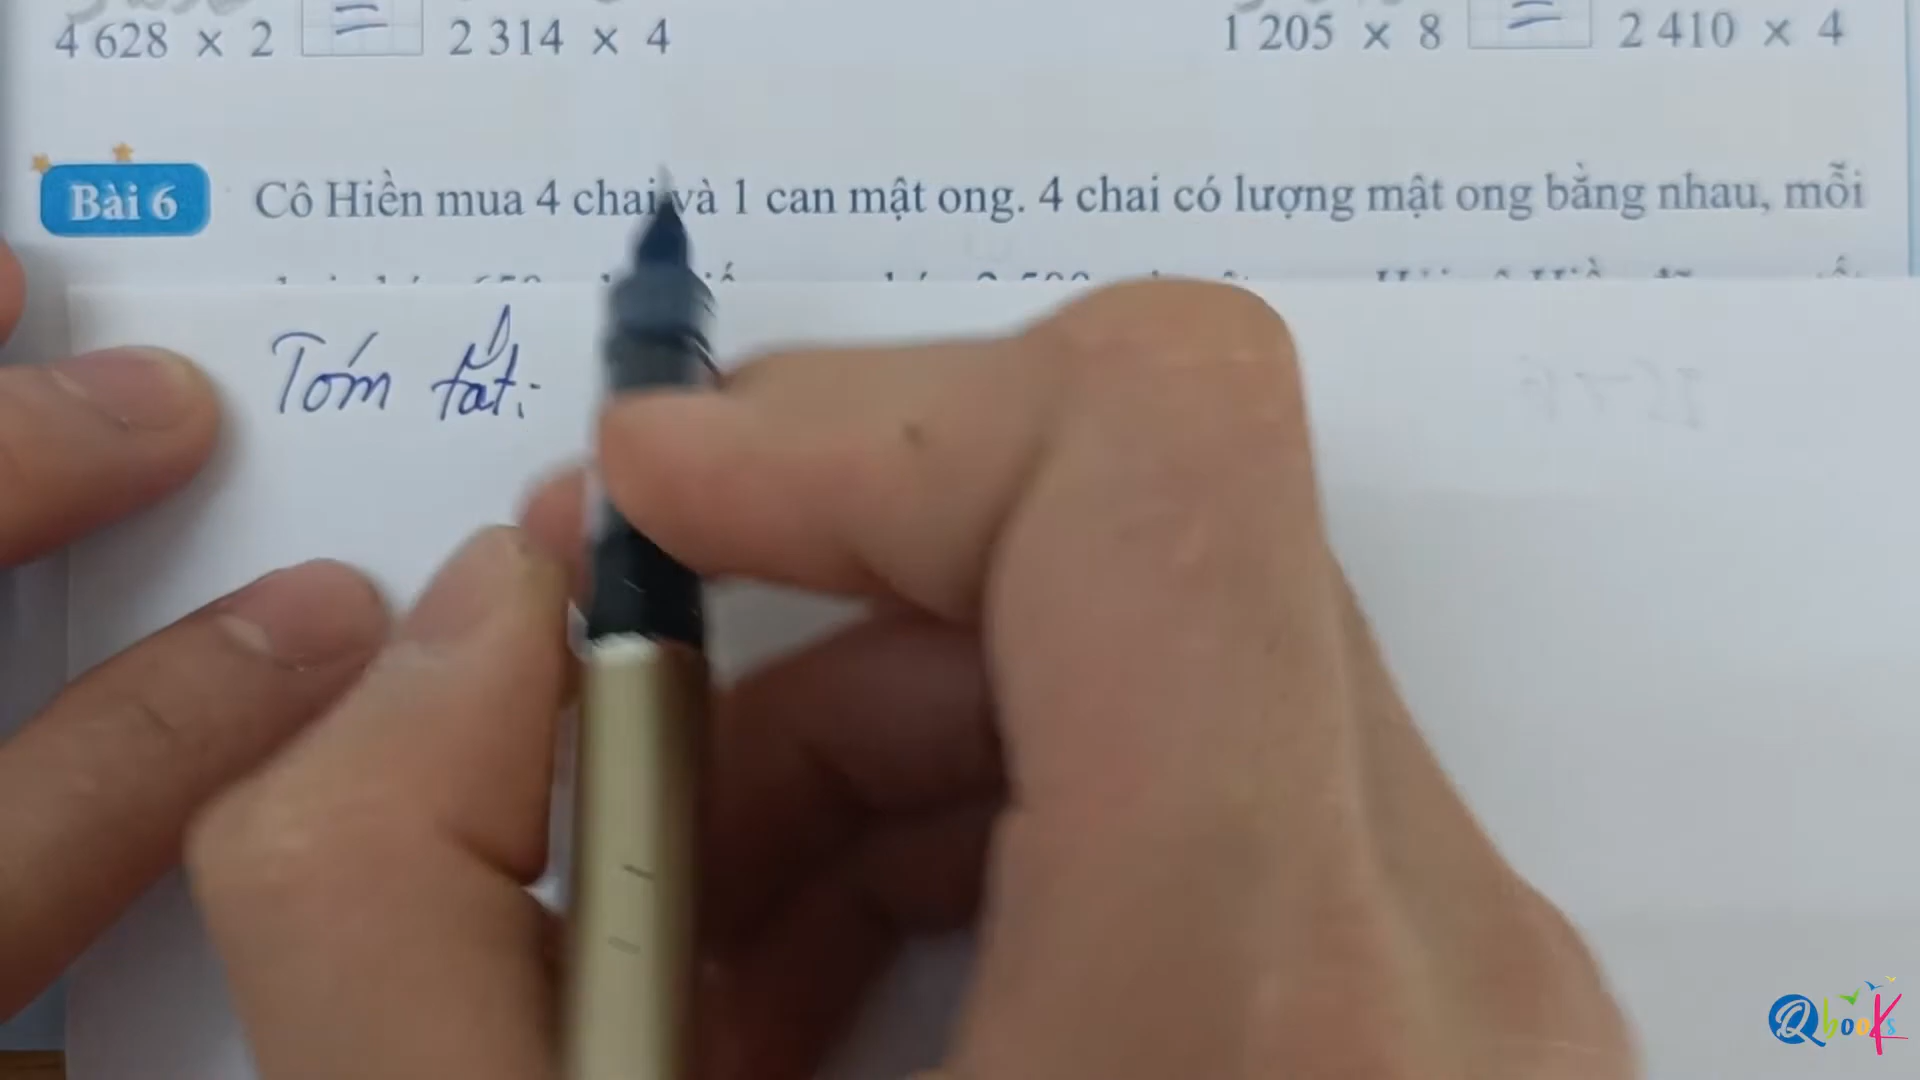 4 628 × 2 = 2 314 × 4
1 205 × 8 = 2 410 × 4
Bài 6 Cô Hiền mua 4 chai và 1 can mật ong. 4 chai có lượng mật ong bằng nhau, mỗi
Tóm tắt:
Qbooks